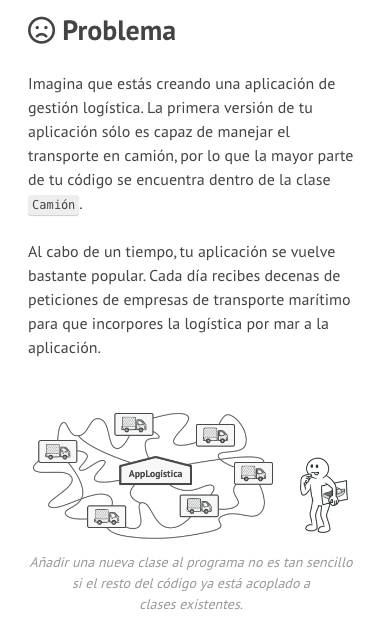 Problema
Imagina que estás creando una aplicación de
gestión logística. La primera versión de tu
aplicación sólo es capaz de manejar el
transporte en camión, por lo que la mayor parte
de tu código se encuentra dentro de la clase
Camión.
Al cabo de un tiempo, tu aplicación se vuelve
bastante popular. Cada día recibes decenas de
peticiones de empresas de transporte marítimo
para que incorpores la logística por mar a la
aplicación.
AppLogística
Añadir una nueva clase al programa no es tan sencillo
si el resto del código ya está acoplado a
clases existentes.